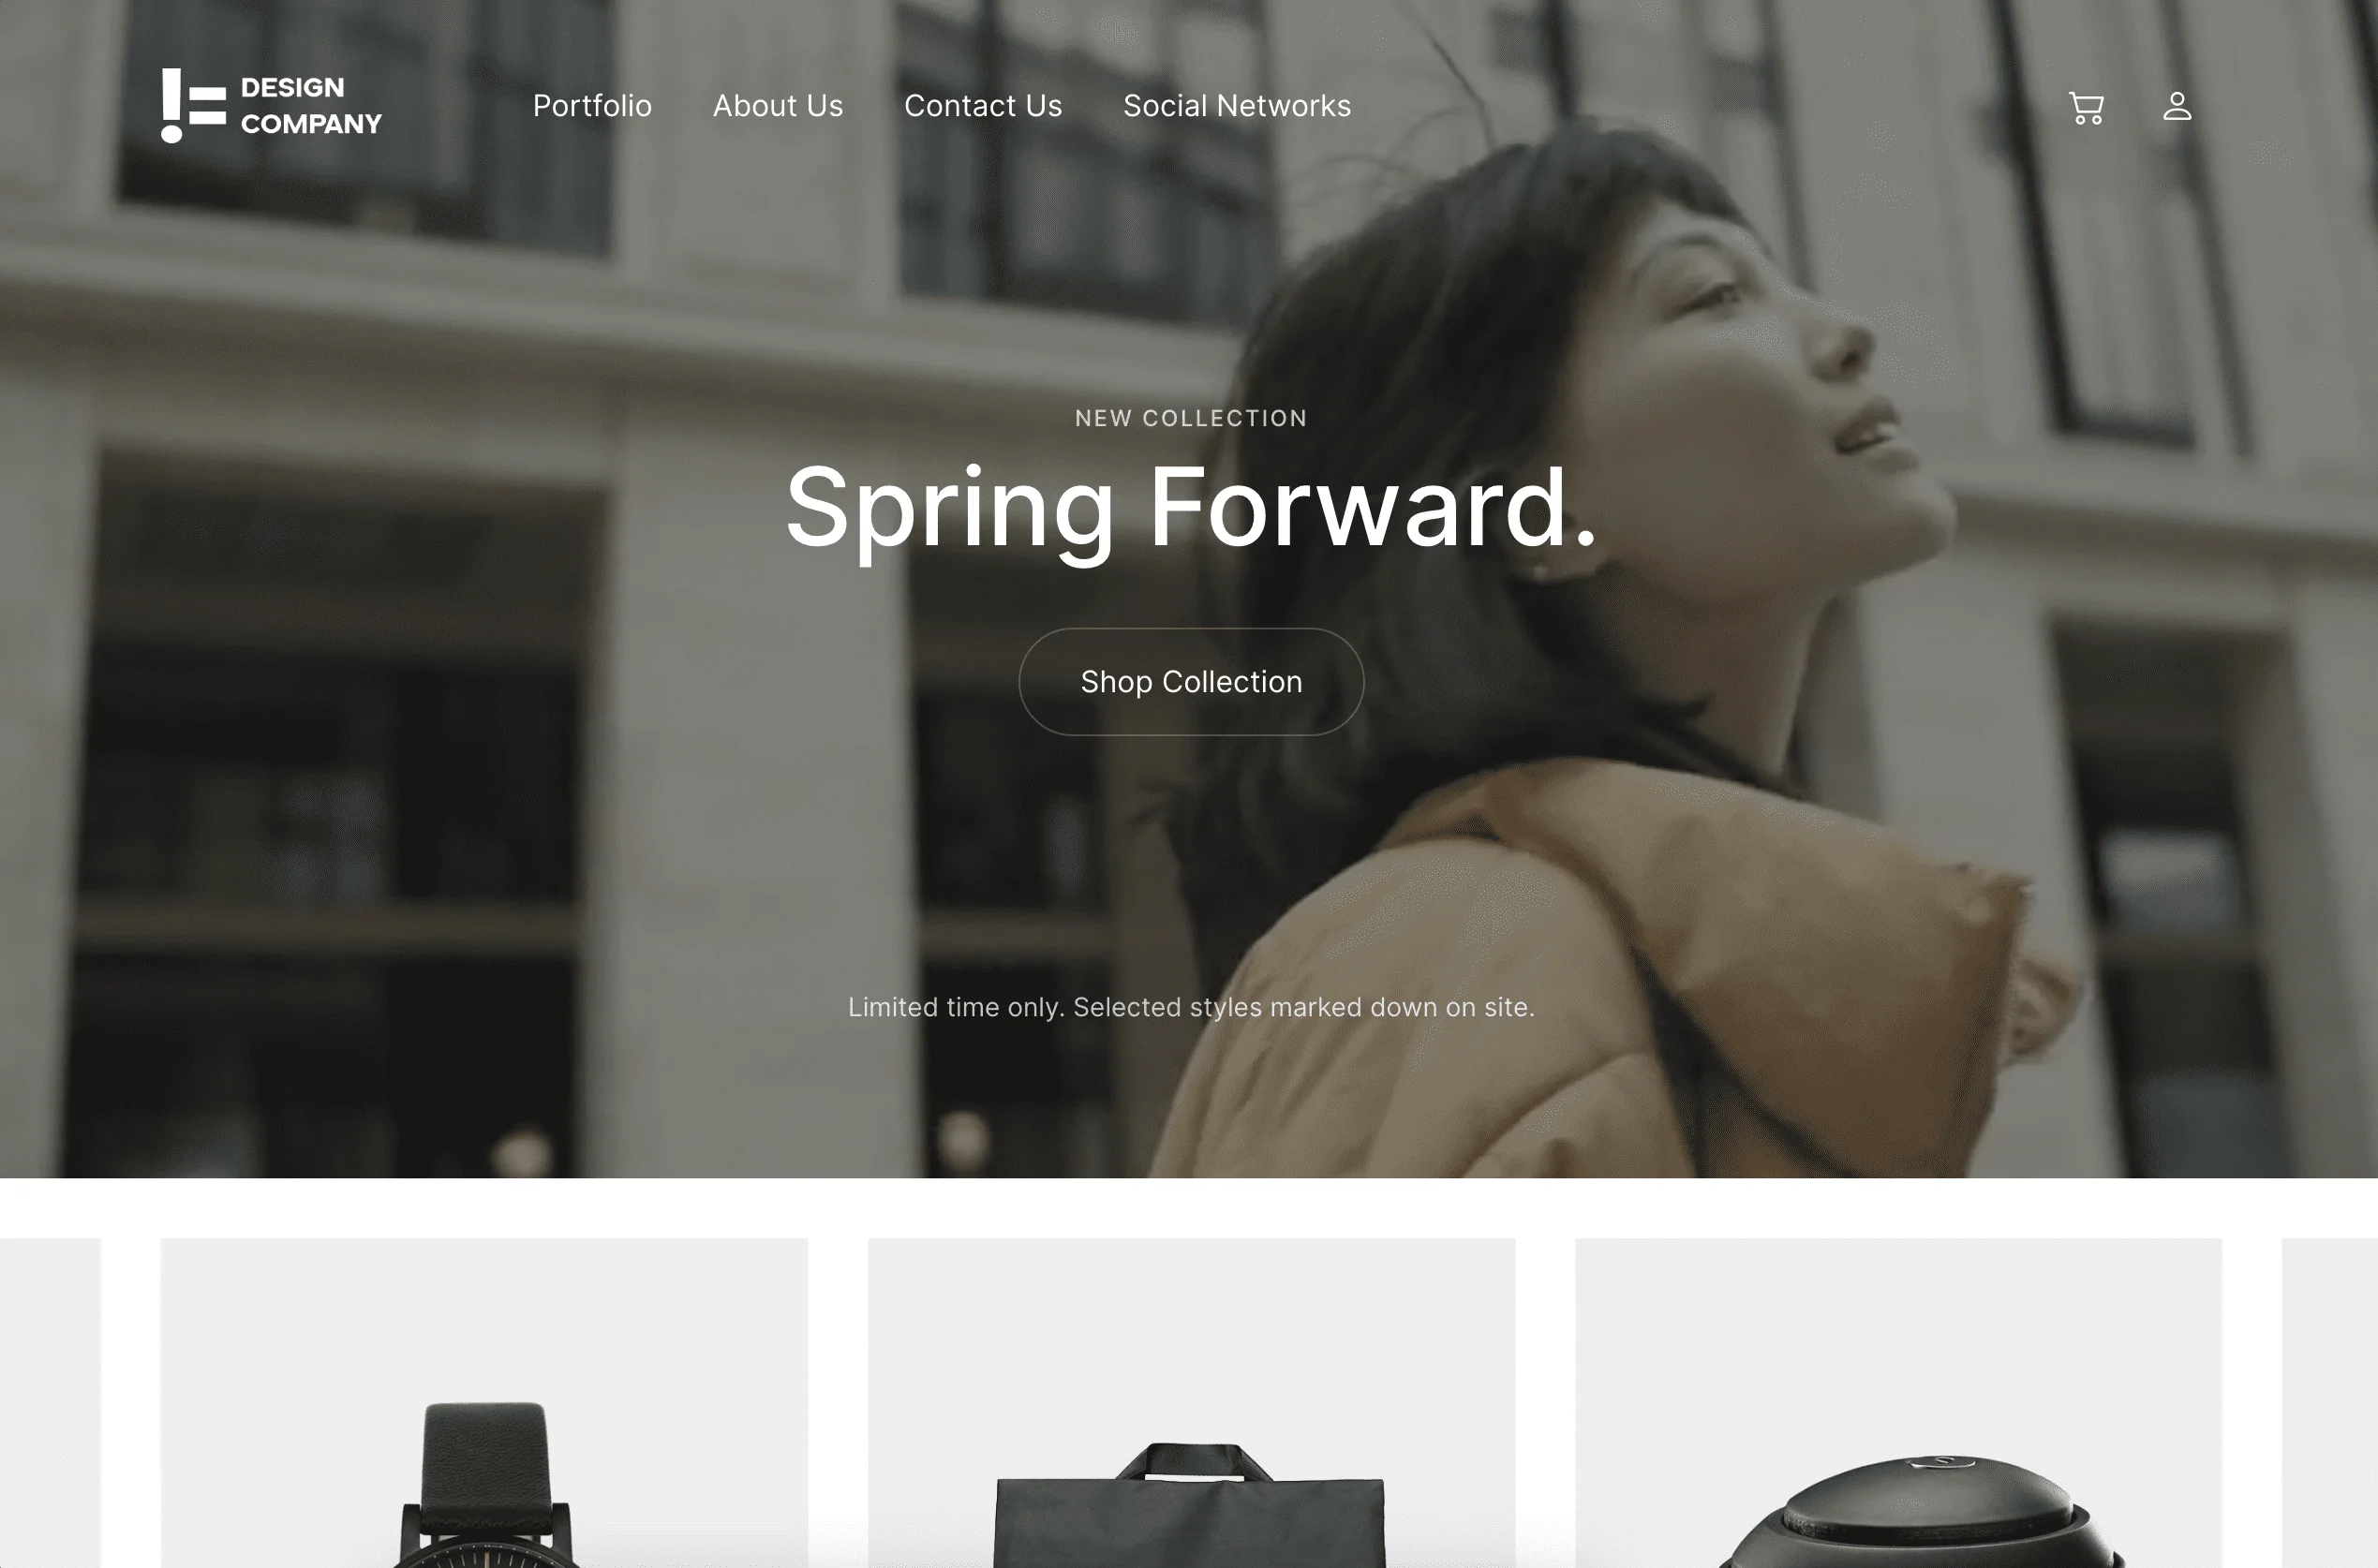 DESIGN
COMPANY
Portfolio
About Us
Contact Us
Social Networks
NEW COLLECTION
Spring Forward.
Shop Collection
Limited time only. Selected styles marked down on site.